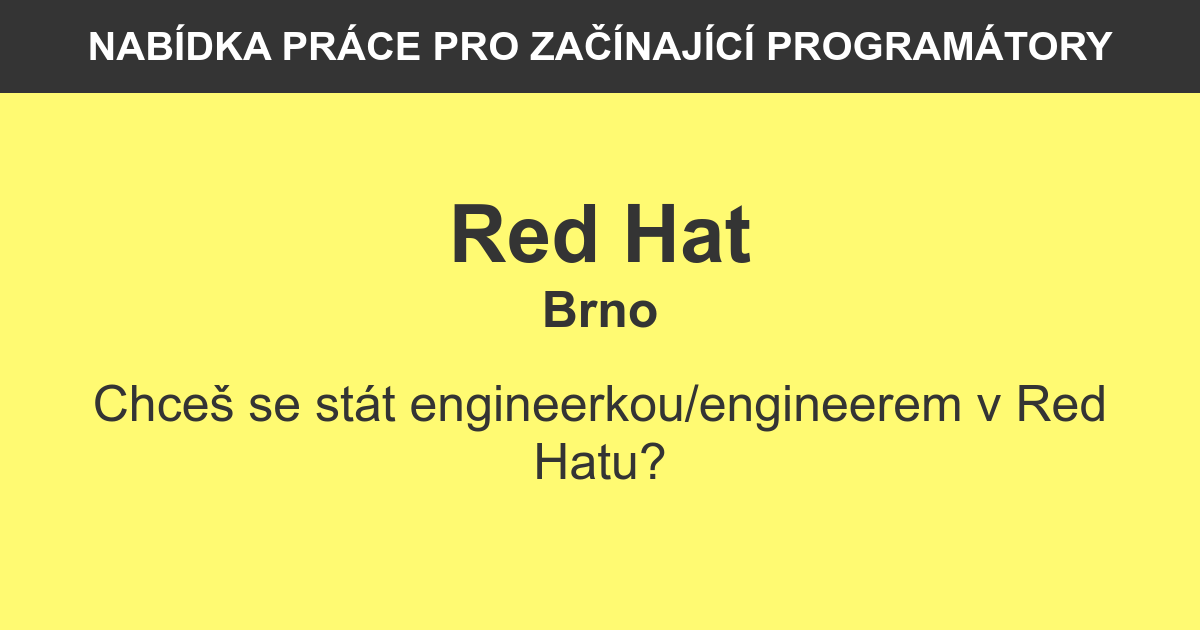 NABÍDKA PRÁCE PRO ZAČÍNAJÍCÍ PROGRAMÁTORY
Red Hat
Brno
Chceš se stát engineerkou/engineerem v Red
Hatu?